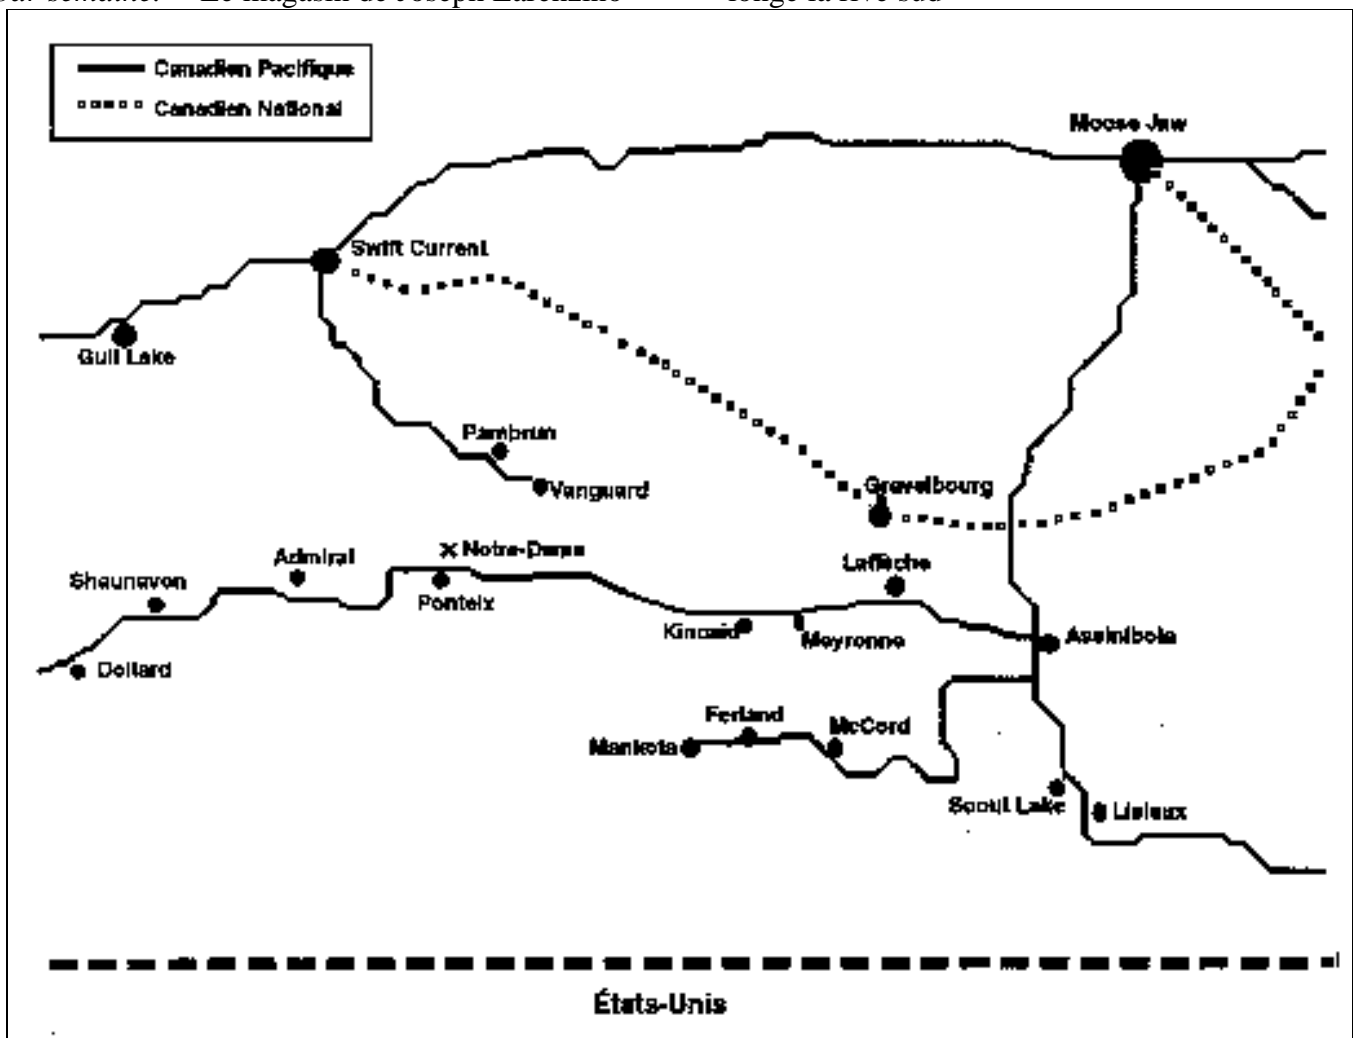 Canadien Pacifique
Canadien National
Moose Jaw
Swift Current
Gull Lake
Pambrun
Vanguard
Gravelbourg
Notre-Dame
Admiral
Lafleche
Shaunavon
Ponteix
Kincaid
Meyronne
Assiniboia
Dollard
Ferland
McCord
Mankota
Scout Lake
Lisieux
États-Unis